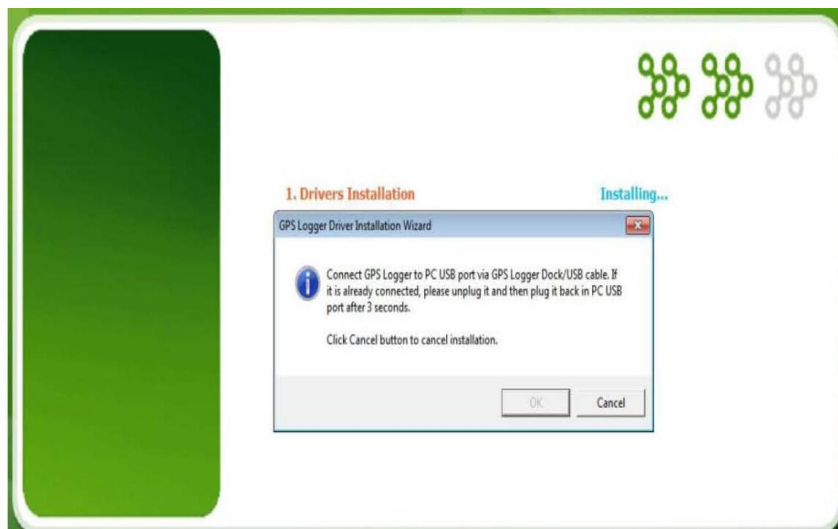 1. Drivers Installation
Installing...
GPS Logger Driver Installation Wizard
Connect GPS Logger to PC USB port via GPS Logger Dock/USB cable. If
it is already connected, please unplug it and then plug it back in PC USB
port after 3 seconds.
Click Cancel button to cancel installation.
OK
Cancel